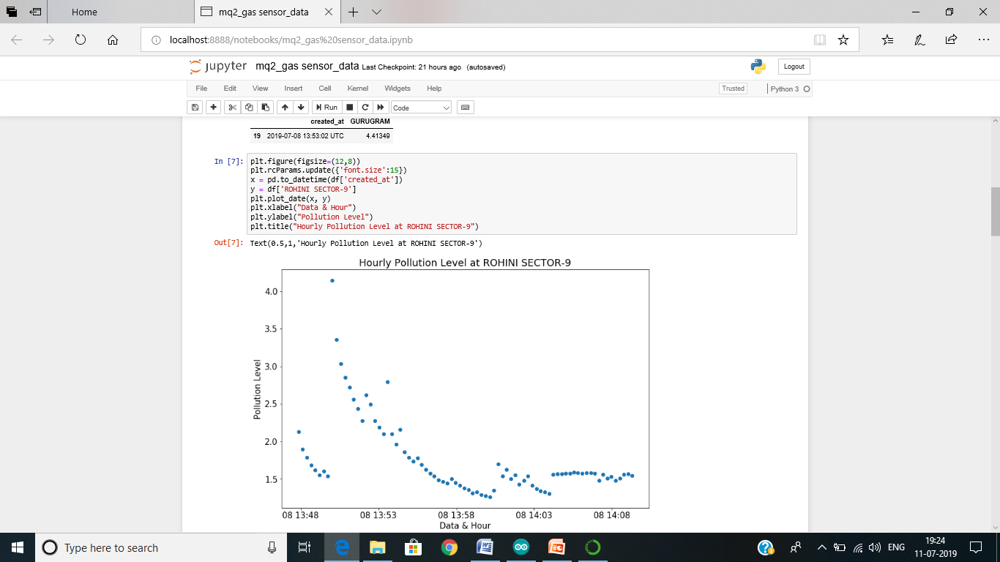 Home
mq2_gas sensor_data
localhost:8888/notebooks/mq2_gas%20sensor_data.ipynb
jupyter mq2_gas sensor_data Last Checkpoint: 21 hours ago (autosaved)
Logout
File Edit View Insert Cell Kernel Widgets Help
Trusted
Python 3
Run
Code
created_at GURUGRAM
19 2019-07-08 13:53:02 UTC 4.41349
In [7]:
plt.figure(figsize=(12,8))
plt.rcParams.update({'font.size':15})
x = pd.to_datetime(df['created_at'])
y = df['ROHINI SECTOR-9']
plt.plot_date(x, y)
plt.xlabel("Data & Hour")
plt.ylabel("Pollution Level")
plt.title("Hourly Pollution Level at ROHINI SECTOR-9")
Out[7]: Text(0.5,1,'Hourly Pollution Level at ROHINI SECTOR-9')
Hourly Pollution Level at ROHINI SECTOR-9
Pollution Level
4.0
3.5
3.0
2.5
2.0
1.5
08 13:48 08 13:53 08 13:58 08 14:03 08 14:08
Data & Hour
Type here to search
ENG
19:24
11-07-2019